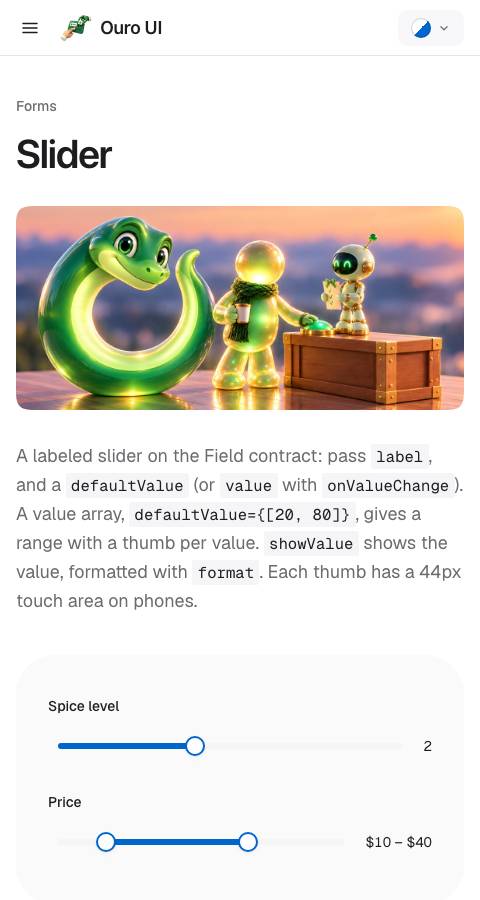 Ouro UI
Forms
Slider
A labeled slider on the Field contract: pass label,
and a defaultValue (or value with onValueChange).
A value array, defaultValue={[20, 80]}, gives a
range with a thumb per value. showValue shows the
value, formatted with format. Each thumb has a 44px
touch area on phones.
Spice level
2
Price
$10 – $40